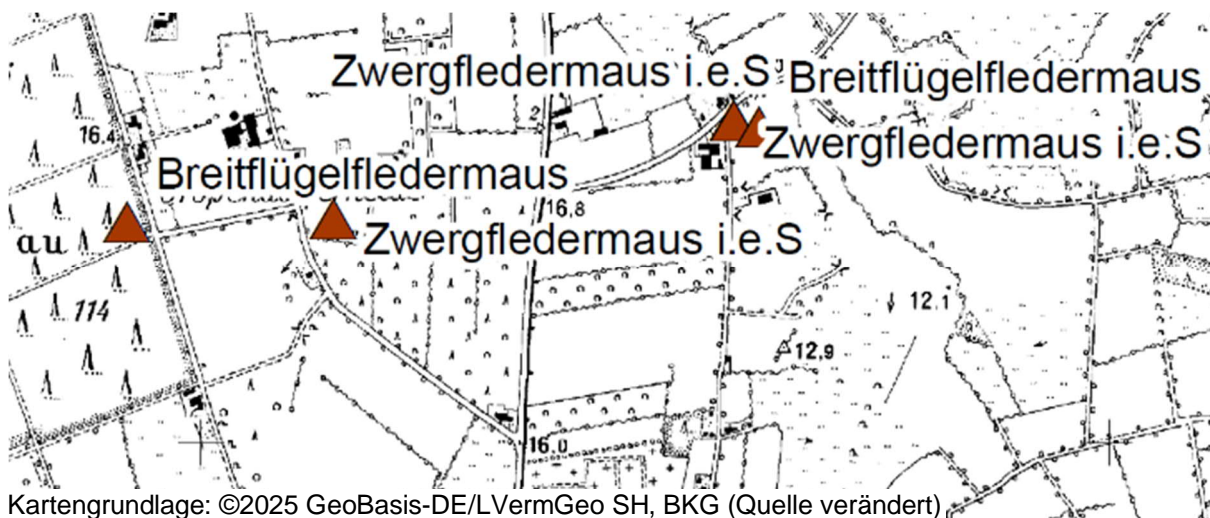 Zwergfledermaus i.e.S
Breitflügelfledermaus
16.4
2
Zwergfledermaus i.e.S
Breitflügelfledermaus
16,8
au
Zwergfledermaus i.e.S
114
12.1
12,9
16.0
Kartengrundlage: ©2025 GeoBasis-DE/LVermGeo SH, BKG (Quelle verändert)